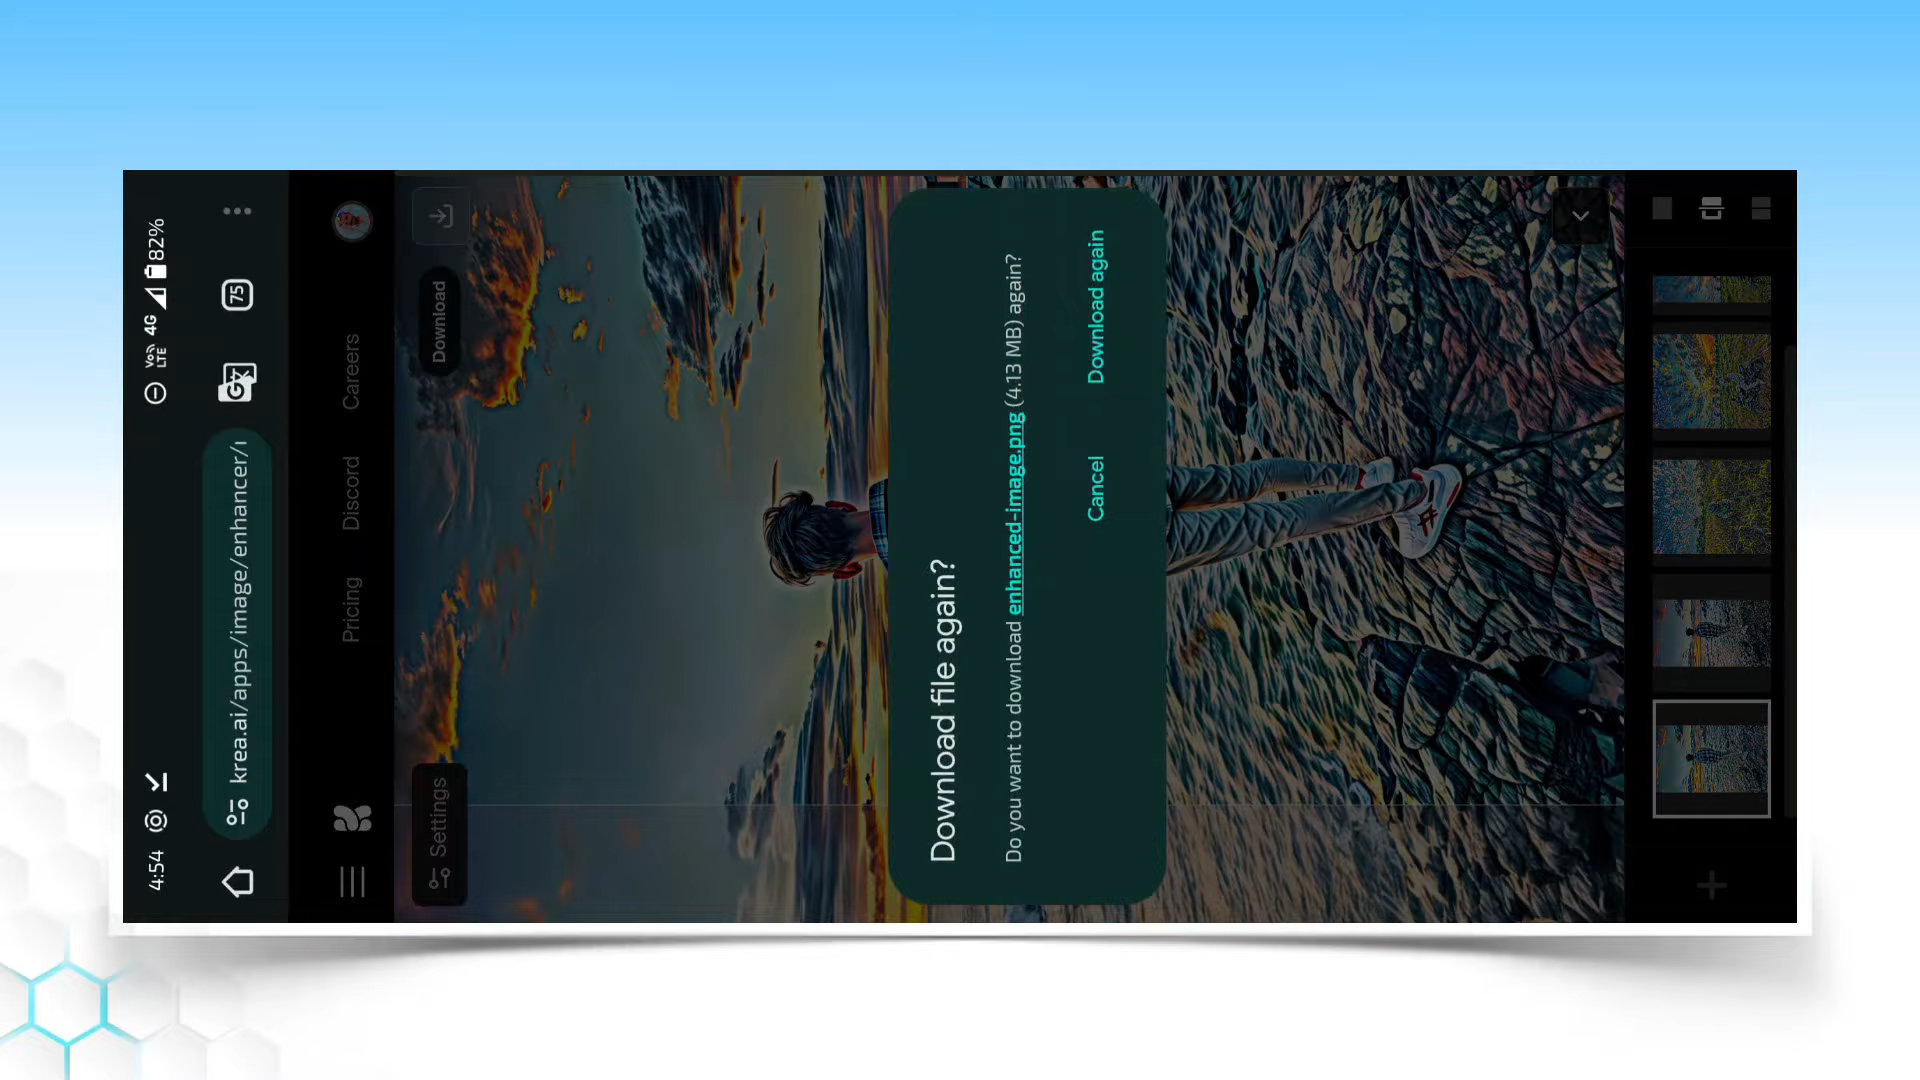 4:54
Vo))
LTE
4G
82%
krea.ai/apps/image/enhancer/
75
Pricing
Discord
Careers
Settings
Download
Download file again?
Do you want to download enhanced-image.png (4.13 MB) again?
Cancel
Download again